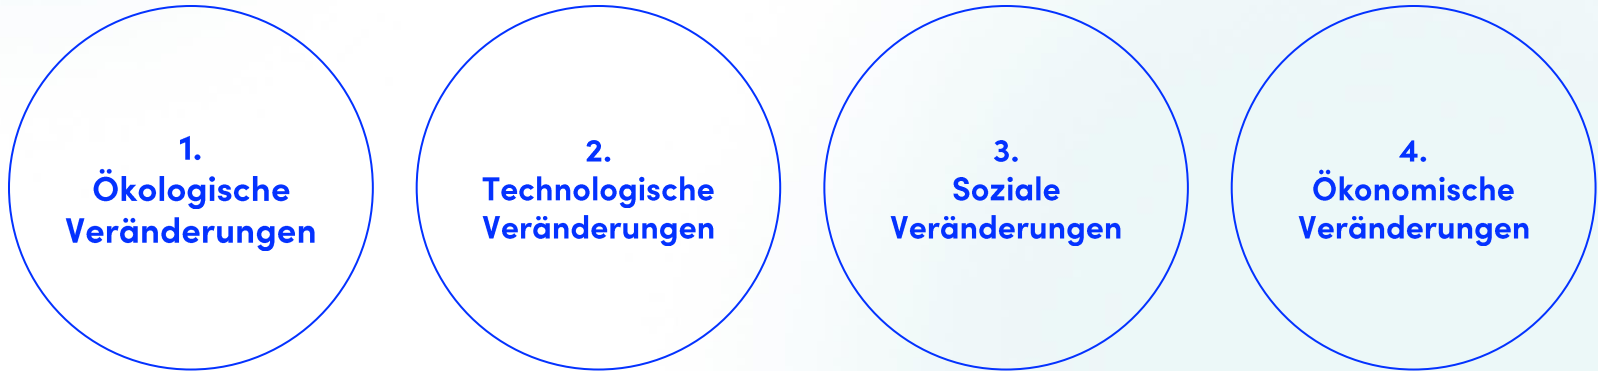 1.
Ökologische
Veränderungen
2.
Technologische
Veränderungen
3.
Soziale
Veränderungen
4.
Ökonomische
Veränderungen